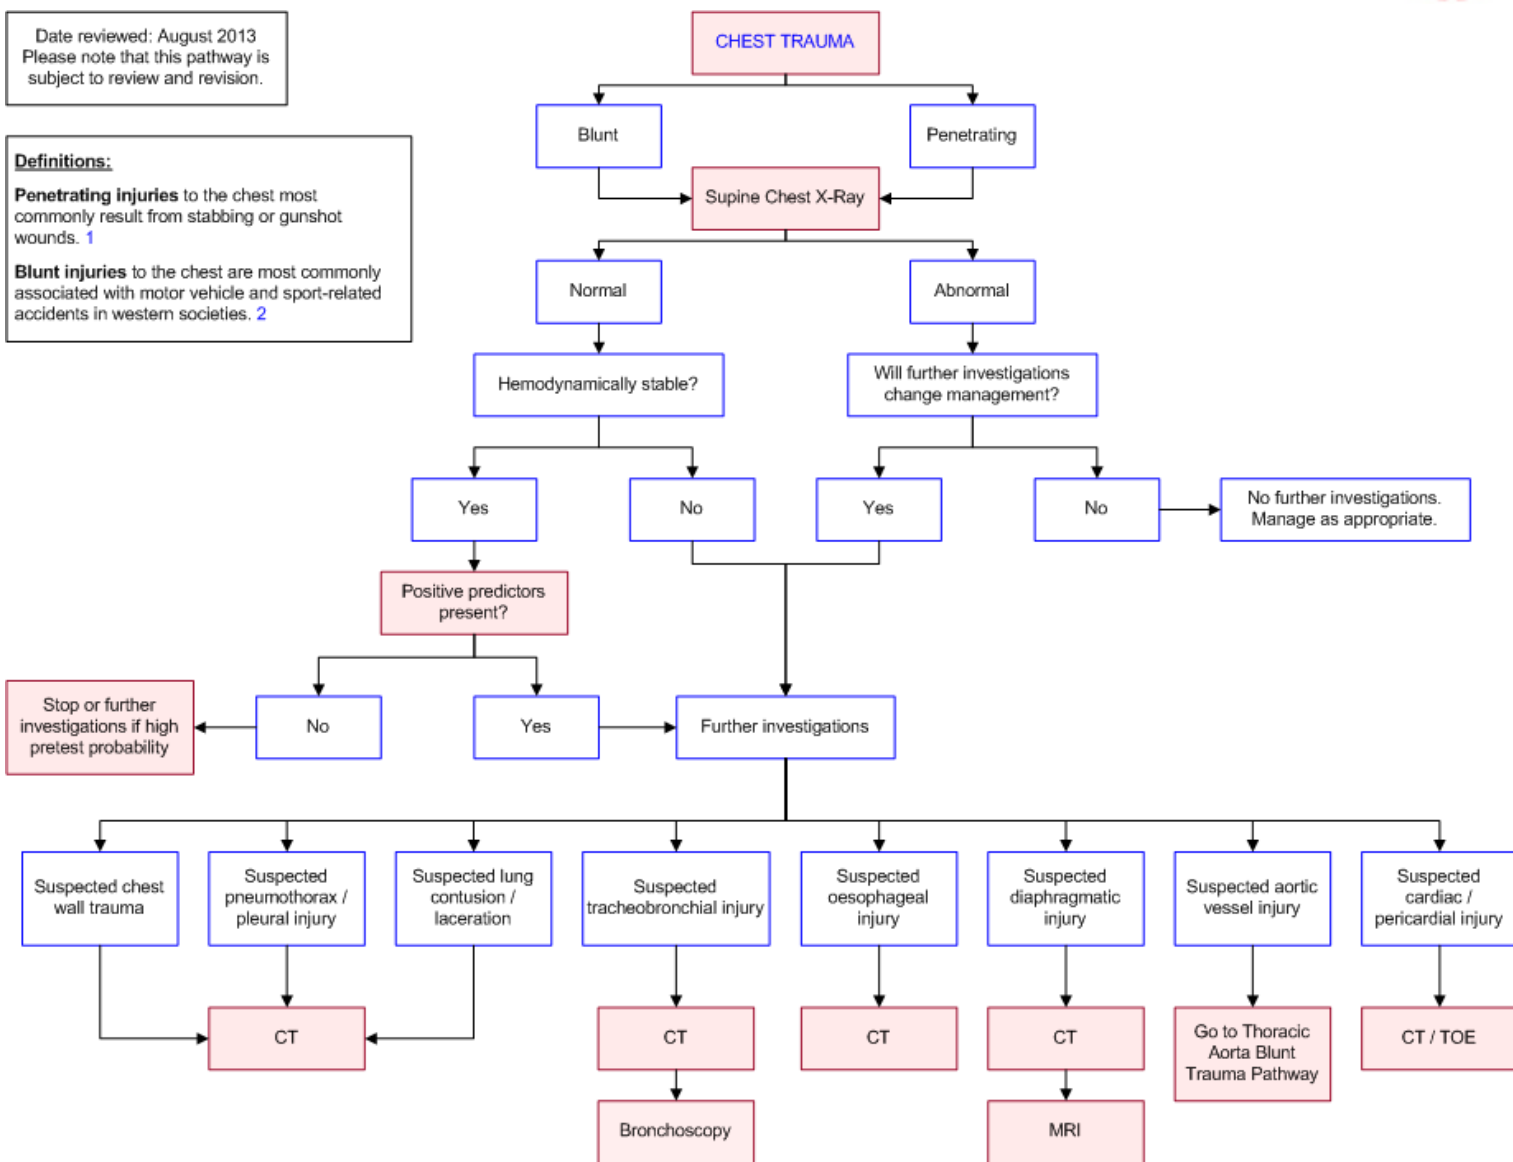 Date reviewed: August 2013
Please note that this pathway is
subject to review and revision.
CHEST TRAUMA
Blunt
Penetrating
Definitions:
Penetrating injuries to the chest most
commonly result from stabbing or gunshot
wounds. 1
Blunt injuries to the chest are most commonly
associated with motor vehicle and sport-related
accidents in western societies. 2
Supine Chest X-Ray
Normal
Abnormal
Hemodynamically stable?
Will further investigations
change management?
Yes
No
Yes
No
No further investigations.
Manage as appropriate.
Positive predictors
present?
Stop or further
investigations if high
pretest probability
No
Yes
Further investigations
Suspected chest
wall trauma
Suspected
pneumothorax /
pleural injury
Suspected lung
contusion /
laceration
Suspected
tracheobronchial injury
Suspected
oesophageal
injury
Suspected
diaphragmatic
injury
Suspected aortic
vessel injury
Suspected
cardiac /
pericardial injury
CT
CT
CT
CT
Go to Thoracic
Aorta Blunt
Trauma Pathway
CT / TOE
Bronchoscopy
MRI